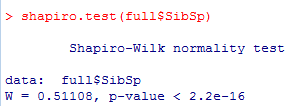 > shapiro.test(full$SibSp)
Shapiro-Wilk normality test
data:  full$SibSp
W = 0.51108, p-value < 2.2e-16